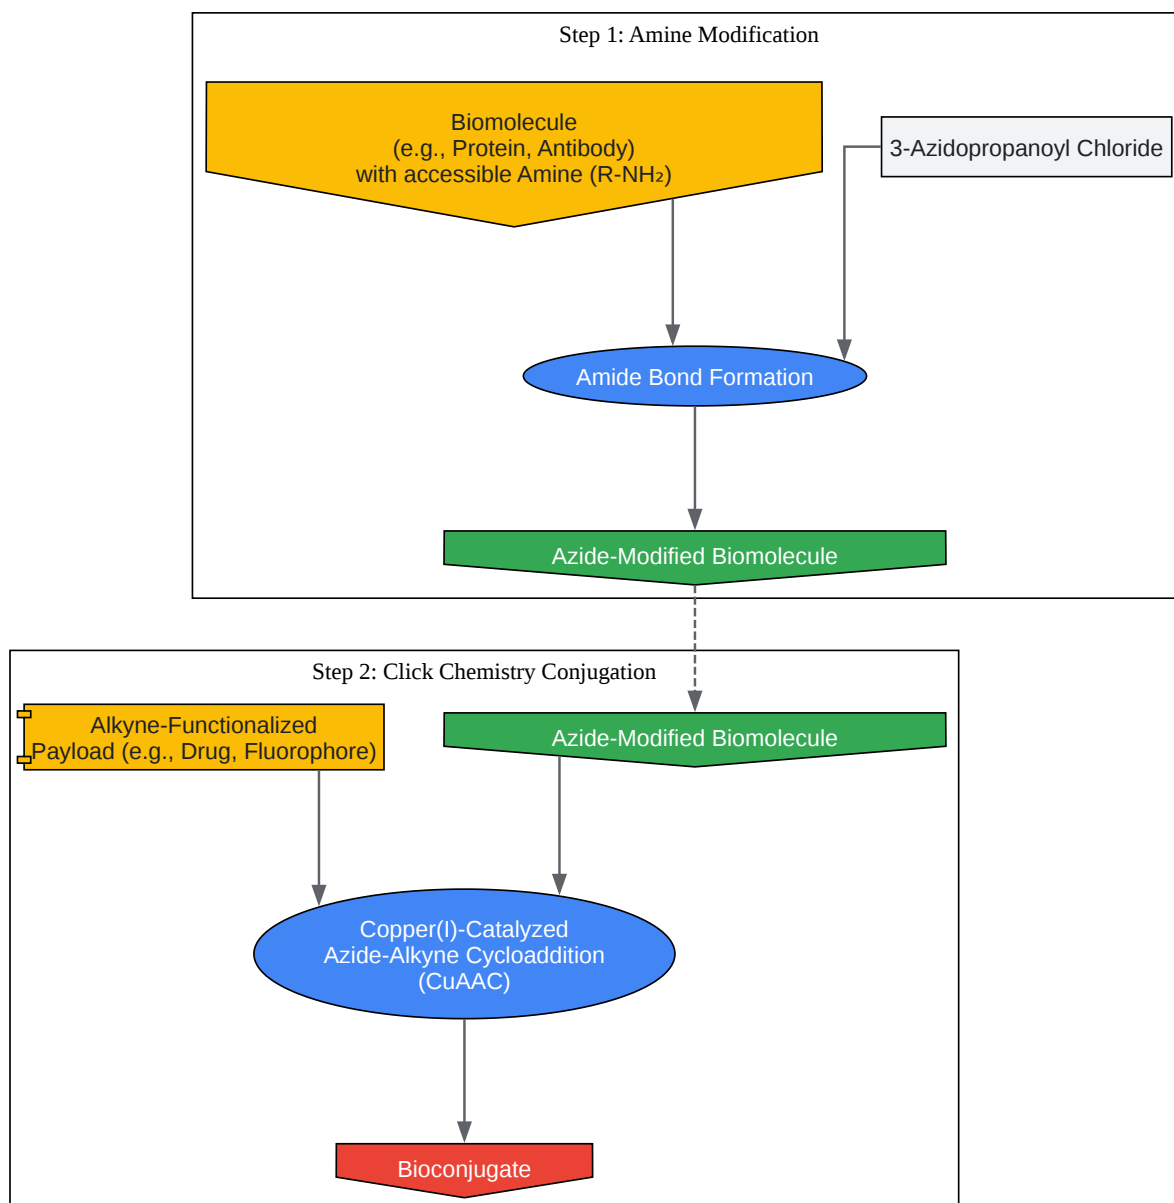 Step 1: Amine Modification
Biomolecule
(e.g., Protein, Antibody)
with accessible Amine (R-NH₂)
3-Azidopropanoyl Chloride
Amide Bond Formation
Azide-Modified Biomolecule
Step 2: Click Chemistry Conjugation
Alkyne-Functionalized
Payload (e.g., Drug, Fluorophore)
Azide-Modified Biomolecule
Copper(I)-Catalyzed
Azide-Alkyne Cycloaddition
(CuAAC)
Bioconjugate